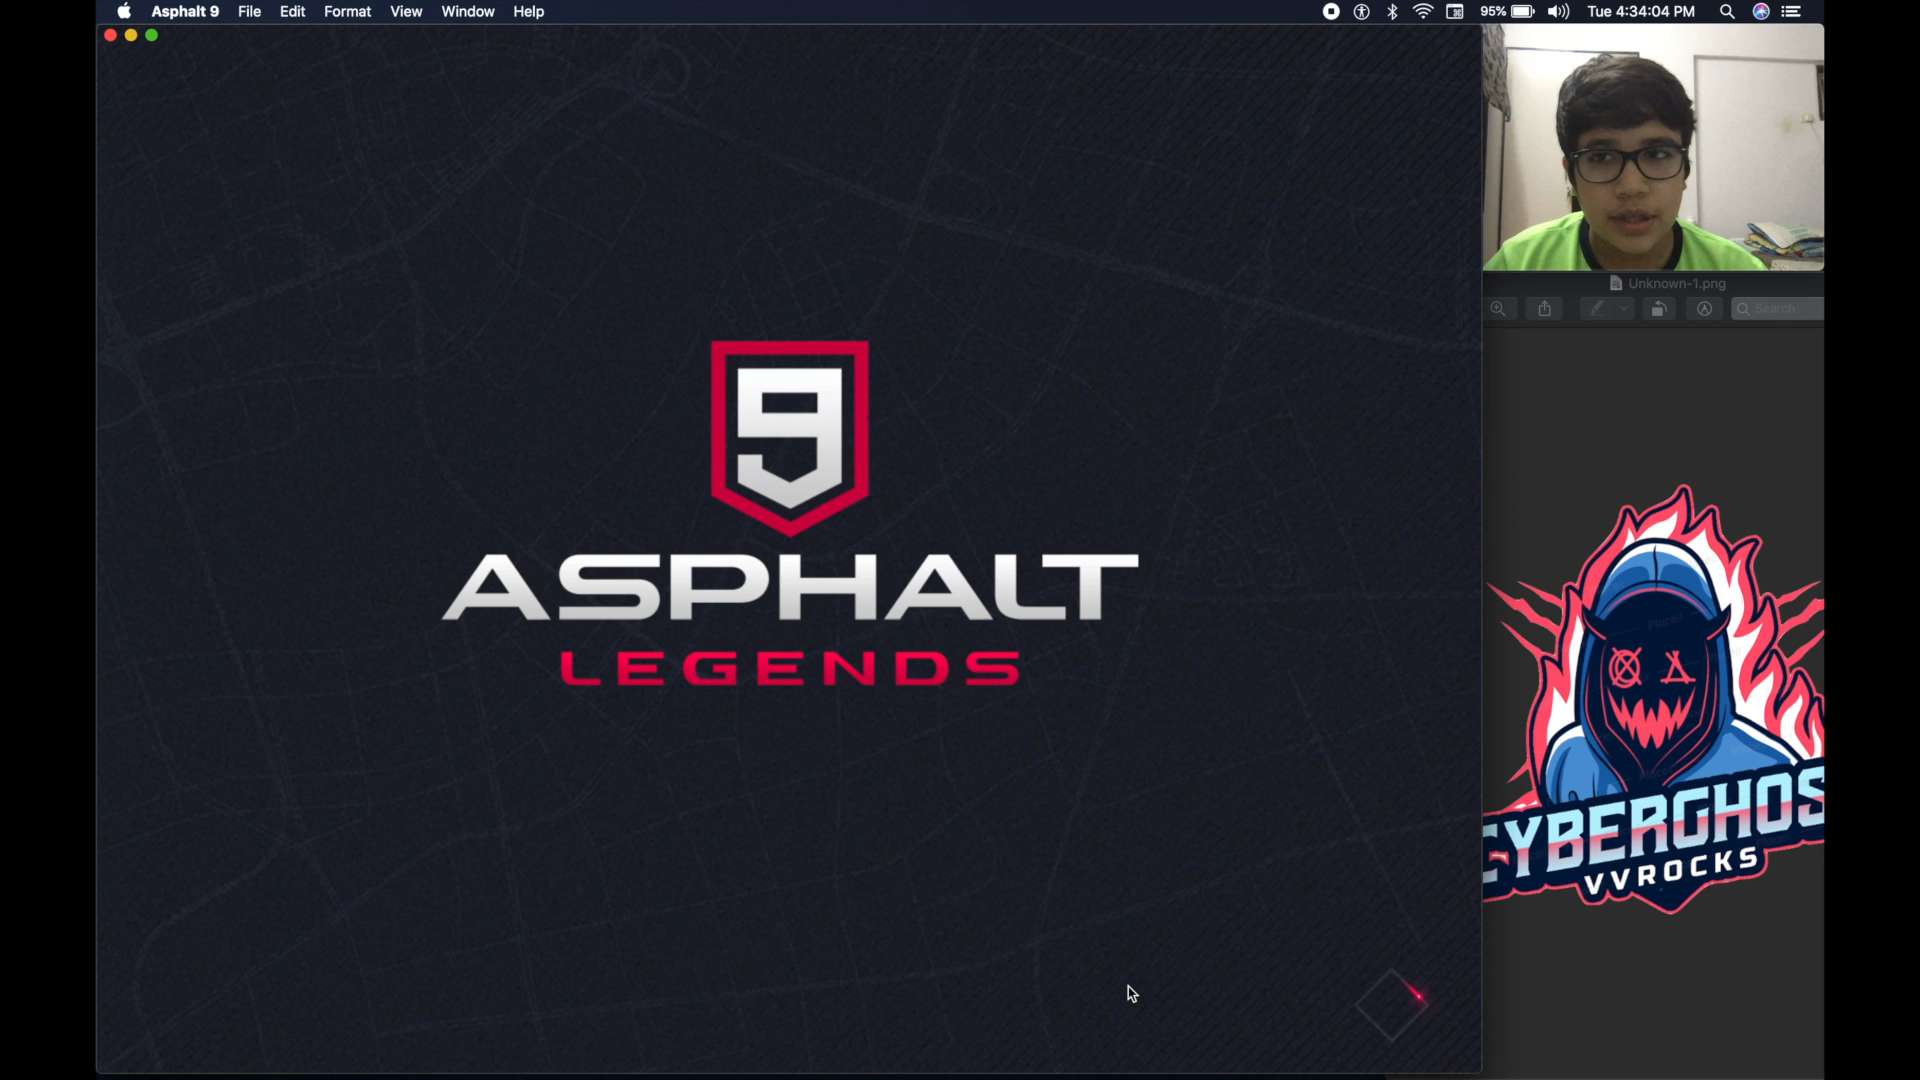 Asphalt 9 File Edit Format View Window Help 95% Tue 4:34:04 PM
Unknown-1.png
Search
9
ASPHALT
LEGENDS
CYBERGHOS
VVROCKS